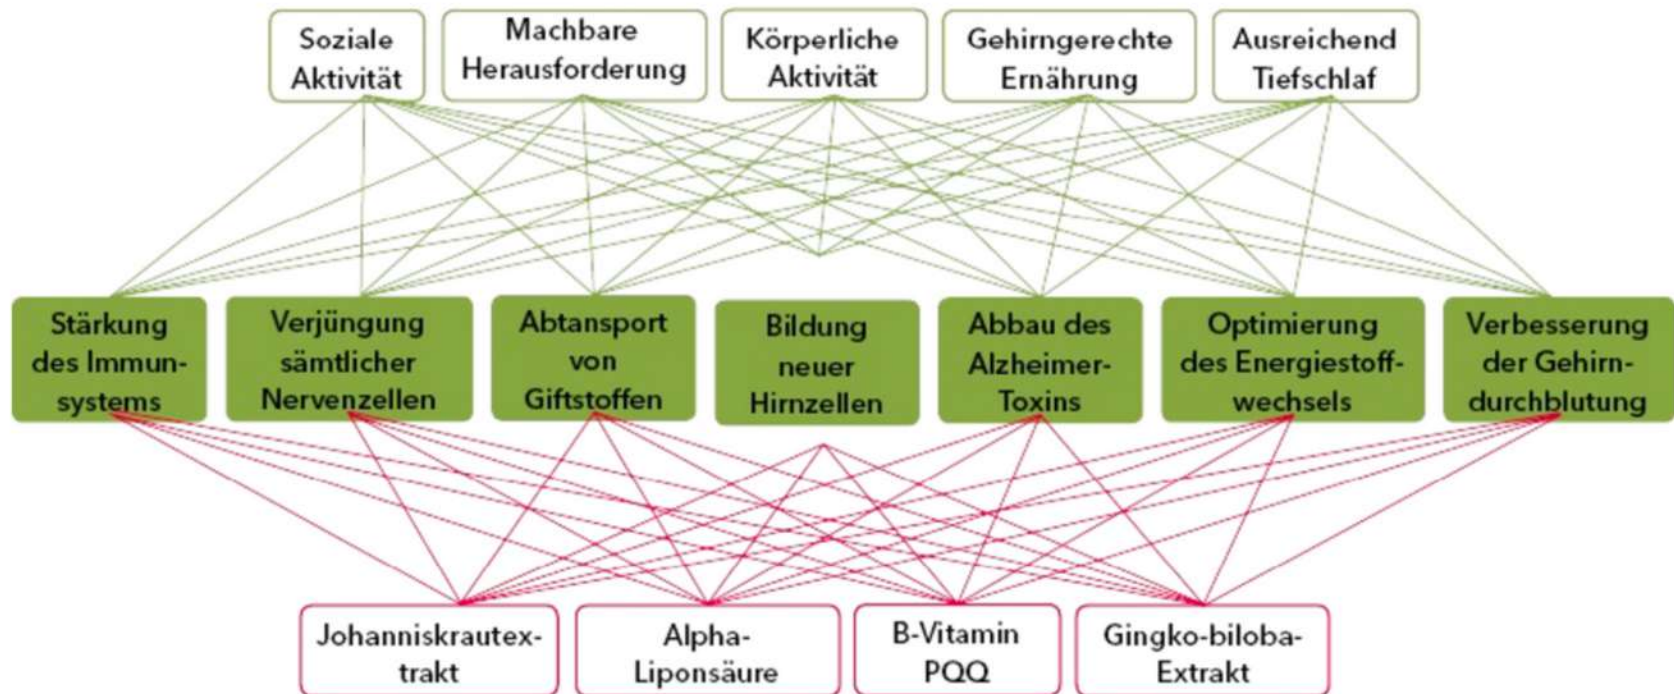 Soziale
Aktivität
Machbare
Herausforderung
Körperliche
Aktivität
Gehirngerechte
Ernährung
Ausreichend
Tiefschlaf
Stärkung
des Immun-
systems
Verjüngung
sämtlicher
Nervenzellen
Abtansport
von
Giftstoffen
Bildung
neuer
Hirnzellen
Abbau des
Alzheimer-
Toxins
Optimierung
des Energiestoff-
wechsels
Verbesserung
der Gehirn-
durchblutung
Johanniskrautex-
trakt
Alpha-
Liponsäure
B-Vitamin
PQQ
Gingko-biloba-
Extrakt